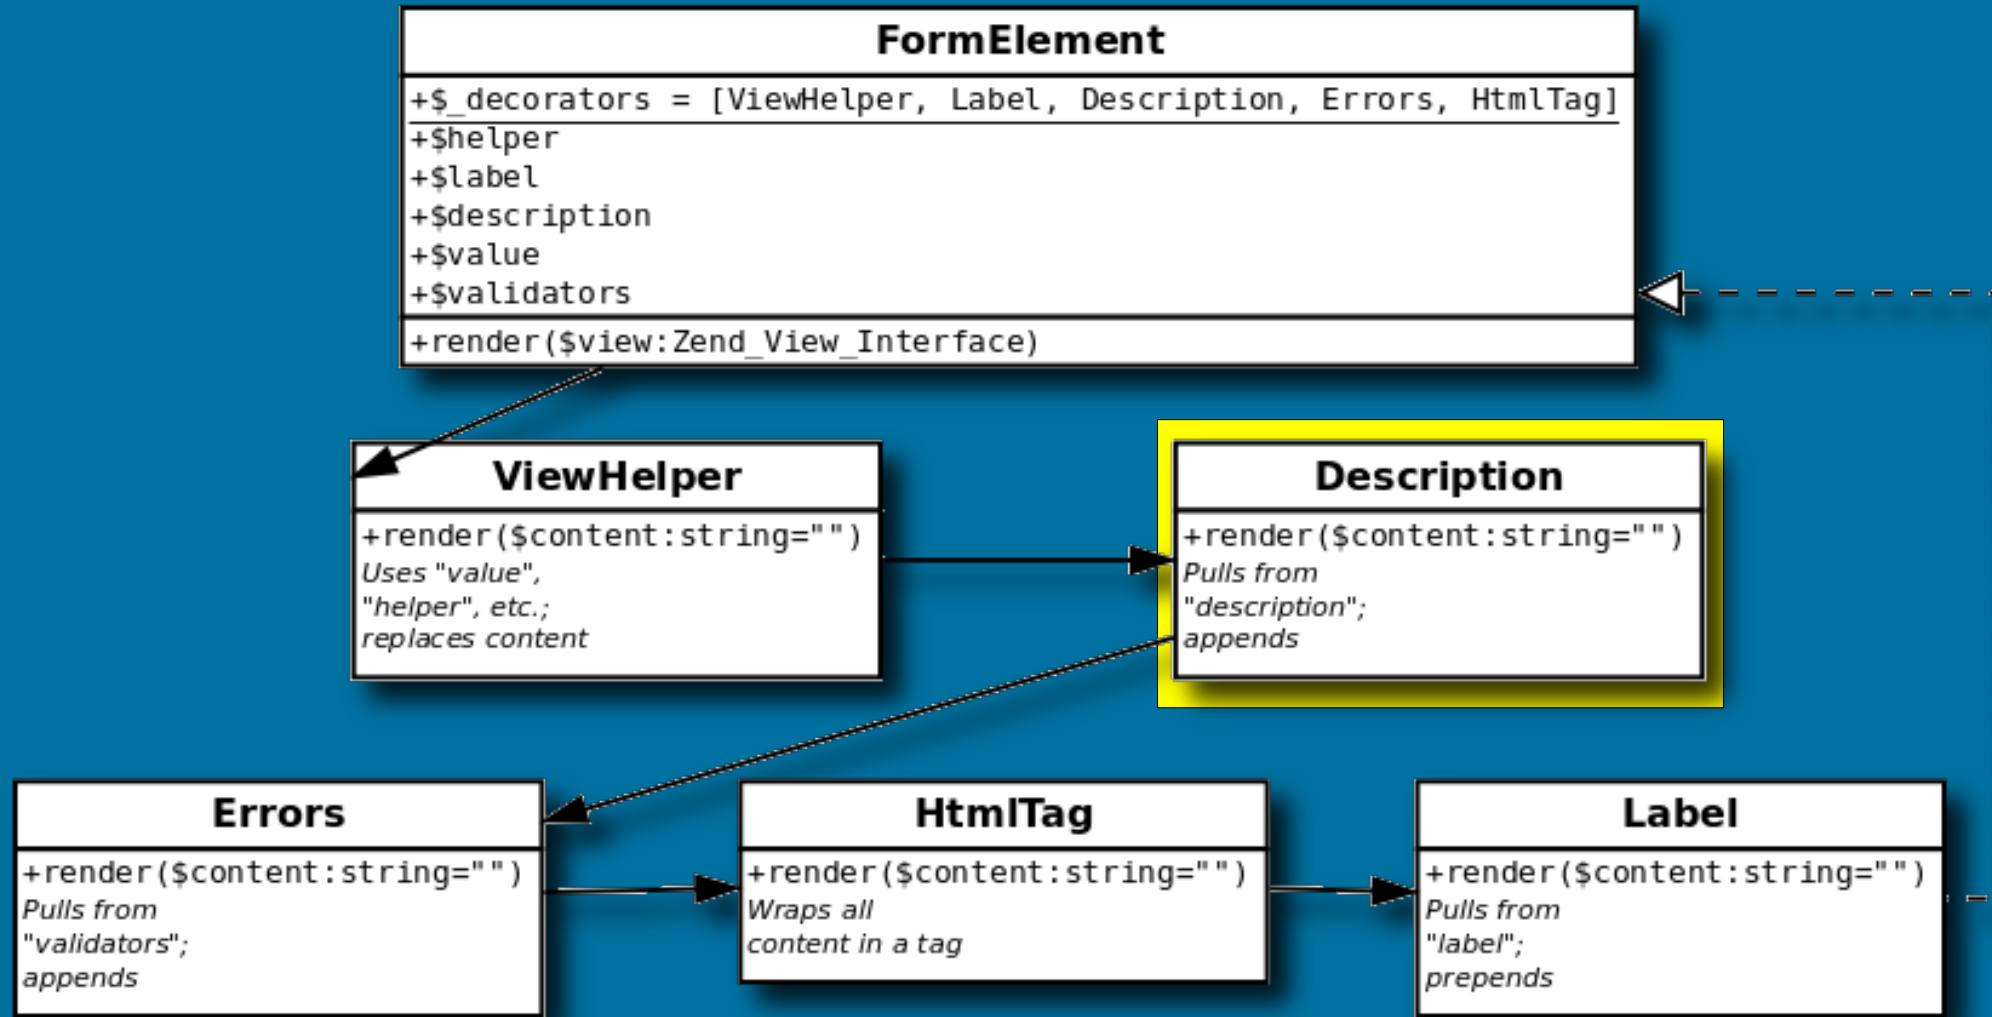 FormElement
+$_decorators = [ViewHelper, Label, Description, Errors, HtmlTag]
+$helper
+$label
+$description
+$value
+$validators
+render($view:Zend_View_Interface)
ViewHelper
+render($content:string="")
Uses "value",
"helper", etc.;
replaces content
Description
+render($content:string="")
Pulls from
"description";
appends
Errors
+render($content:string="")
Pulls from
"validators";
appends
HtmlTag
+render($content:string="")
Wraps all
content in a tag
Label
+render($content:string="")
Pulls from
"label";
prepends